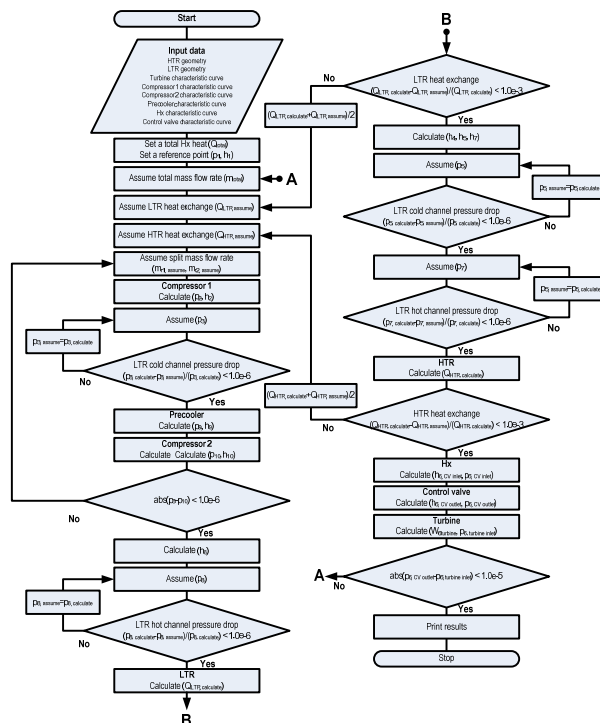 Start
Input data
HTR geometry
LTR geometry
Turbine characteristic curve
Compressor1 characteristic curve
Compressor2 characteristic curve
Precooler characteristic curve
Hx characteristic curve
Control valve characteristic curve
Set a total Hx heat (Qtotal)
Set a reference point (p1, h1)
Assume total mass flow rate (mtotal)
A
Assume LTR heat exchange (QLTR, assume)
Assume HTR heat exchange (QHTR, assume)
Assume split mass flow rate
Compressor 1
Calculate (p2, h2)
Assume (p3)
p3, assume=p3, calculate
No
LTR cold channel pressure drop
(p3, calculate-p3, assume)/(p3, calculate) < 1.0e-6
Yes
Precooler
Calculate (p9, h9)
Compressor 2
Calculate Calculate (p10, h10)
abs(p3-p10) < 1.0e-6
No
Yes
Calculate (h8)
Assume (p8)
p8, assume=p8, calculate
No
LTR hot channel pressure drop
(p8, calculate-p8, assume)/(p8, calculate) < 1.0e-6
Yes
LTR
Calculate (QLTR, calculate)
B
B
No
LTR heat exchange
(QLTR, calculate-QLTR, assume)/(QLTR, calculate) < 1.0e-3
(QLTR, calculate+QLTR, assume)/2
Yes
Calculate (h4, h5, h7)
Assume (p5)
p5, assume=p5, calculate
LTR cold channel pressure drop
(p5, calculate-p5, assume)/(p5, calculate) < 1.0e-6
No
Yes
Assume (p7)
p5, assume=p5, calculate
LTR hot channel pressure drop
(p7, calculate-p7, assume)/(p7, calculate) < 1.0e-6
No
Yes
HTR
Calculate (QHTR, calculate)
(QHTR, calculate+QHTR, assume)/2
HTR heat exchange
(QHTR, calculate-QHTR, assume)/(QHTR, calculate) < 1.0e-3
No
Yes
Hx
Calculate (h6, CV inlet, p6, CV inlet)
Control valve
Calculate (h6, CV outlet, p6, CV outlet)
Turbine
Calculate (Wturbine, p6, turbine inlet)
A
No
abs(p6, CV outlet-p6, turbine inlet) < 1.0e-5
Yes
Print results
Stop